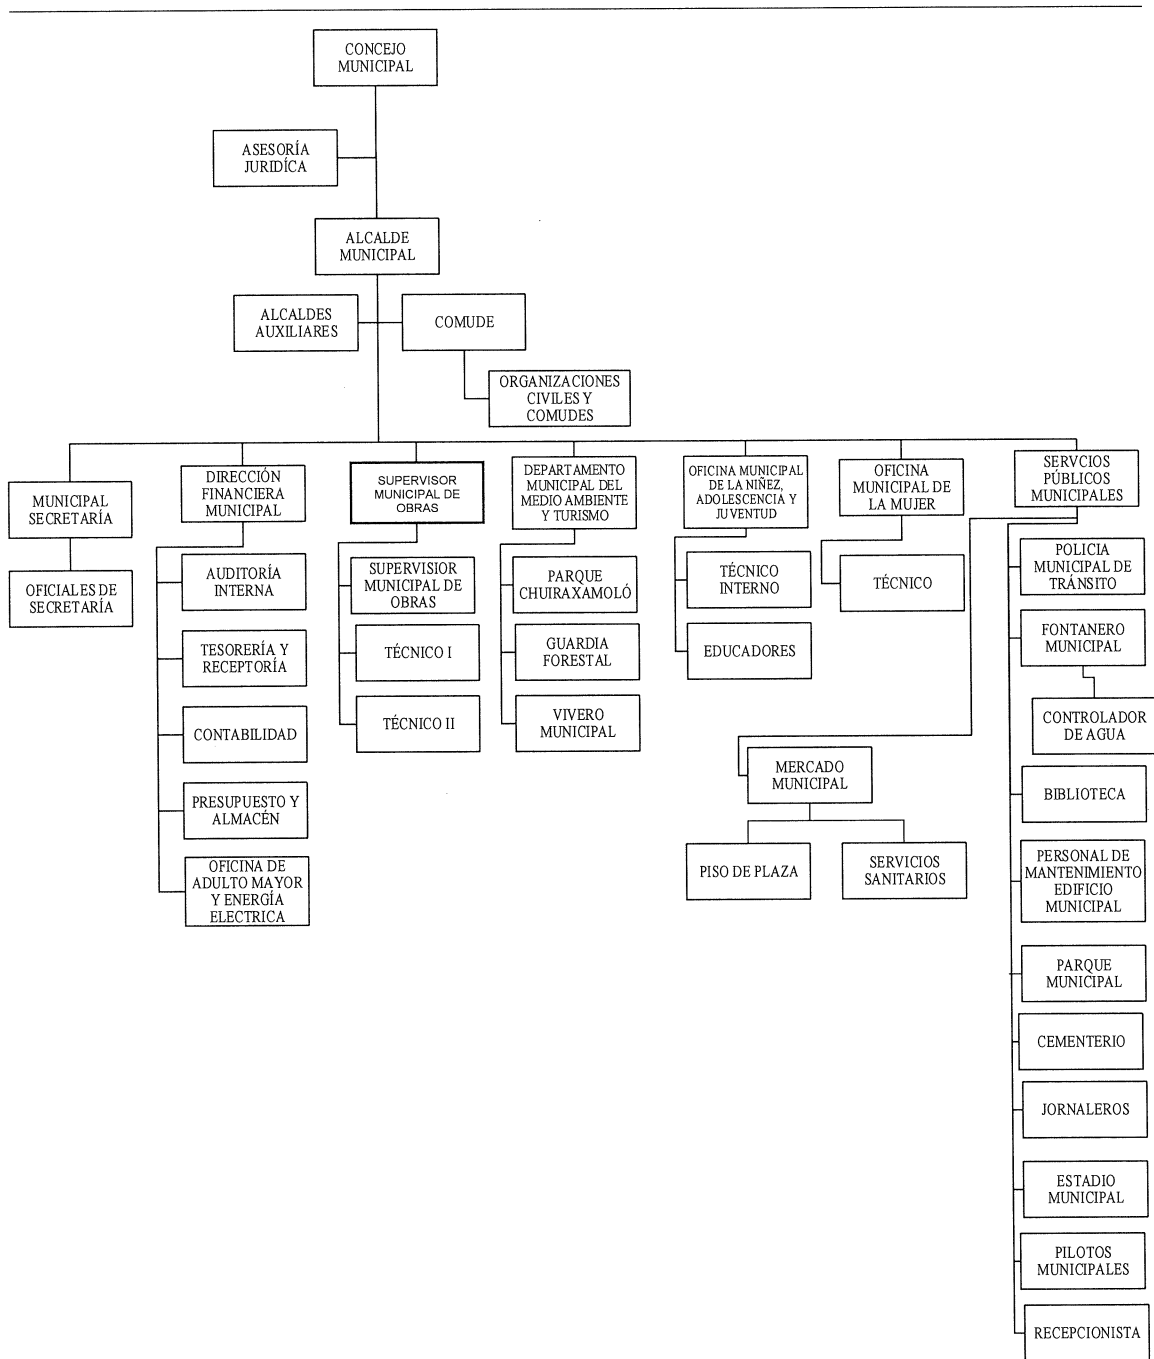 CONCEJO
MUNICIPAL
ASESORÍA
JURIDÍCA
ALCALDE
MUNICIPAL
ALCALDES
AUXILIARES
COMUDE
ORGANIZACIONES
CIVILES Y
COMUDES
MUNICIPAL
SECRETARÍA
OFICIALES DE
SECRETARÍA
DIRECCIÓN
FINANCIERA
MUNICIPAL
AUDITORÍA
INTERNA
TESORERÍA Y
RECEPTORÍA
CONTABILIDAD
PRESUPUESTO Y
ALMACÉN
OFICINA DE
ADULTO MAYOR
Y ENERGÍA
ELECTRICA
SUPERVISOR
MUNICIPAL DE
OBRAS
SUPERVISIOR
MUNICIPAL DE
OBRAS
TÉCNICO I
TÉCNICO II
DEPARTAMENTO
MUNICIPAL DEL
MEDIO AMBIENTE
Y TURISMO
PARQUE
CHUIRAXAMOLÓ
GUARDIA
FORESTAL
VIVERO
MUNICIPAL
OFICINA MUNICIPAL
DE LA NIÑEZ,
ADOLESCENCIA Y
JUVENTUD
TÉCNICO
INTERNO
EDUCADORES
OFICINA
MUNICIPAL DE
LA MUJER
TÉCNICO
SERVCIOS
PÚBLICOS
MUNICIPALES
MERCADO
MUNICIPAL
PISO DE PLAZA
SERVICIOS
SANITARIOS
POLICIA
MUNICIPAL DE
TRÁNSITO
FONTANERO
MUNICIPAL
CONTROLADOR
DE AGUA
BIBLIOTECA
PERSONAL DE
MANTENIMIENTO
EDIFICIO
MUNICIPAL
PARQUE
MUNICIPAL
CEMENTERIO
JORNALEROS
ESTADIO
MUNICIPAL
PILOTOS
MUNICIPALES
RECEPCIONISTA